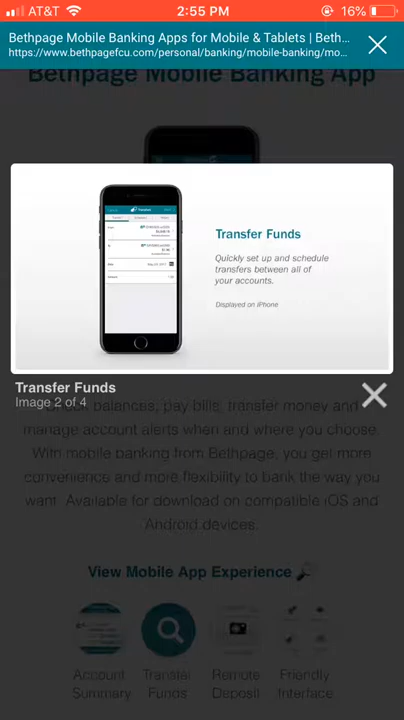 AT&T 2:55 PM 16%
Bethpage Mobile Banking Apps for Mobile & Tablets | Beth...
https://www.bethpagefcu.com/personal/banking/mobile-banking/mo...
Bethpage Mobile Banking App
Transfer Funds
Quickly set up and schedule
transfers between all of
your accounts.
Displayed on iPhone
Transfer Funds
Image 2 of 4
Check balances, pay bills, transfer money and
manage account alerts when and where you choose.
With mobile banking from Bethpage, you get more
convenience and more flexibility to bank the way you
want. Available for download on compatible iOS and
Android devices.
View Mobile App Experience
Account
Summary
Transfer
Funds
Remote
Deposit
Friendly
Interface